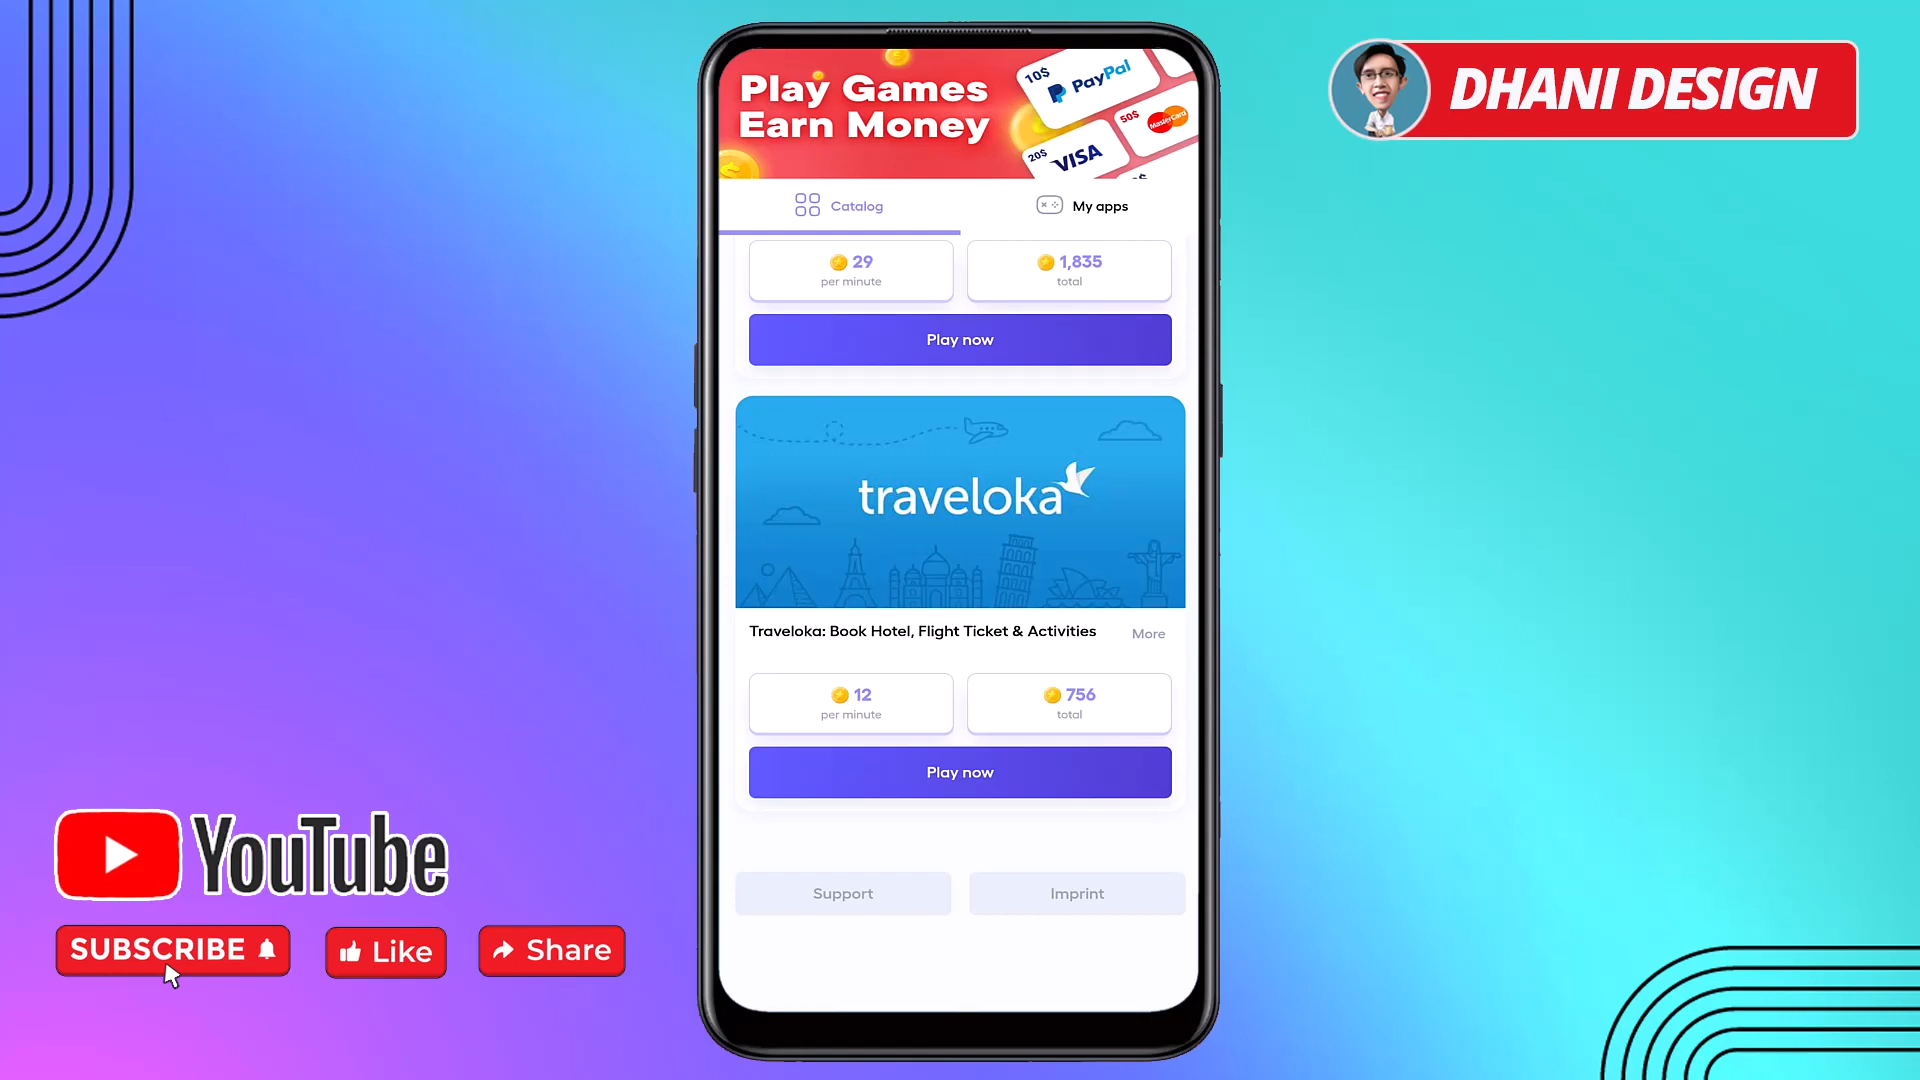 DHANI DESIGN
Play Games
Earn Money
10$ PayPal
50$ MasterCard
20$ VISA
Catalog
My apps
29
per minute
1,835
total
Play now
traveloka
Traveloka: Book Hotel, Flight Ticket & Activities
More
12
per minute
756
total
Play now
Support
Imprint
YouTube
SUBSCRIBE
Like
Share